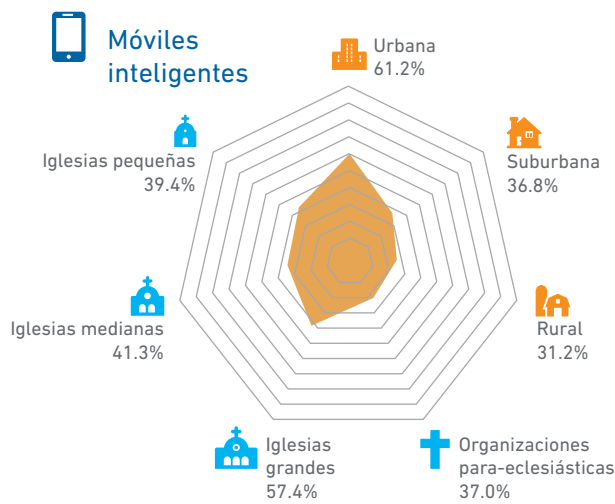 Móviles
inteligentes
Urbana
61.2%
Suburbana
36.8%
Rural
31.2%
Organizaciones
para-eclesiásticas
37.0%
Iglesias
grandes
57.4%
Iglesias medianas
41.3%
Iglesias pequeñas
39.4%